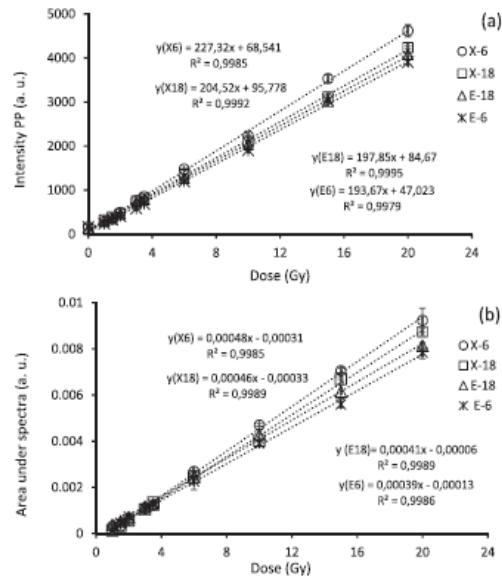 (a)
5000
4000
3000
2000
1000
0
Intensity PP (a. u.)
y(X6) = 227,32x + 68,541
R² = 0,9985
y(X18) = 204,52x + 95,778
R² = 0,9992
X-6
X-18
E-18
E-6
y(E18) = 197,85x + 84,67
R² = 0,9995
y(E6) = 193,67x + 47,023
R² = 0,9979
0 4 8 12 16 20 24
Dose (Gy)
(b)
0.01
0.008
0.006
0.004
0.002
0
Area under spectra (a. u.)
y(X6) = 0,00048x - 0,00031
R² = 0,9985
y(X18) = 0,00046x - 0,00033
R² = 0,9989
X-6
X-18
E-18
E-6
y (E18)= 0,00041x - 0,00006
R² = 0,9989
y(E6) = 0,00039x - 0,00013
R² = 0,9986
0 4 8 12 16 20 24
Dose (Gy)